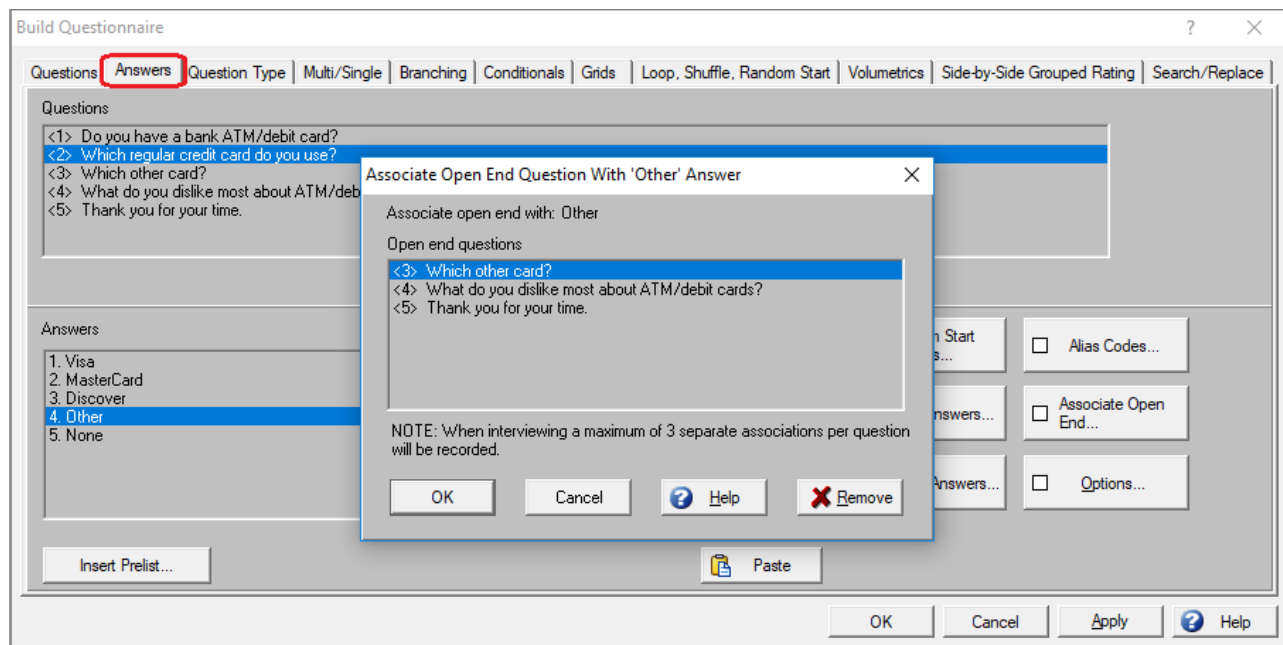 Build Questionnaire
?
Questions
Answers
Question Type
Multi/Single
Branching
Conditionals
Grids
Loop, Shuffle, Random Start
Volumetrics
Side-by-Side Grouped Rating
Search/Replace
Questions
<1> Do you have a bank ATM/debit card?
<2> Which regular credit card do you use?
<3> Which other card?
<4> What do you dislike most about ATM/deb
<5> Thank you for your time.
Associate Open End Question With 'Other' Answer
Associate open end with: Other
Open end questions
<3> Which other card?
<4> What do you dislike most about ATM/debit cards?
<5> Thank you for your time.
NOTE: When interviewing a maximum of 3 separate associations per question
will be recorded.
OK
Cancel
Help
Remove
Answers
1. Visa
2. MasterCard
3. Discover
4. Other
5. None
Start
Alias Codes...
Associate Open
End...
Answers...
Options...
Insert Prelist...
Paste
OK
Cancel
Apply
Help